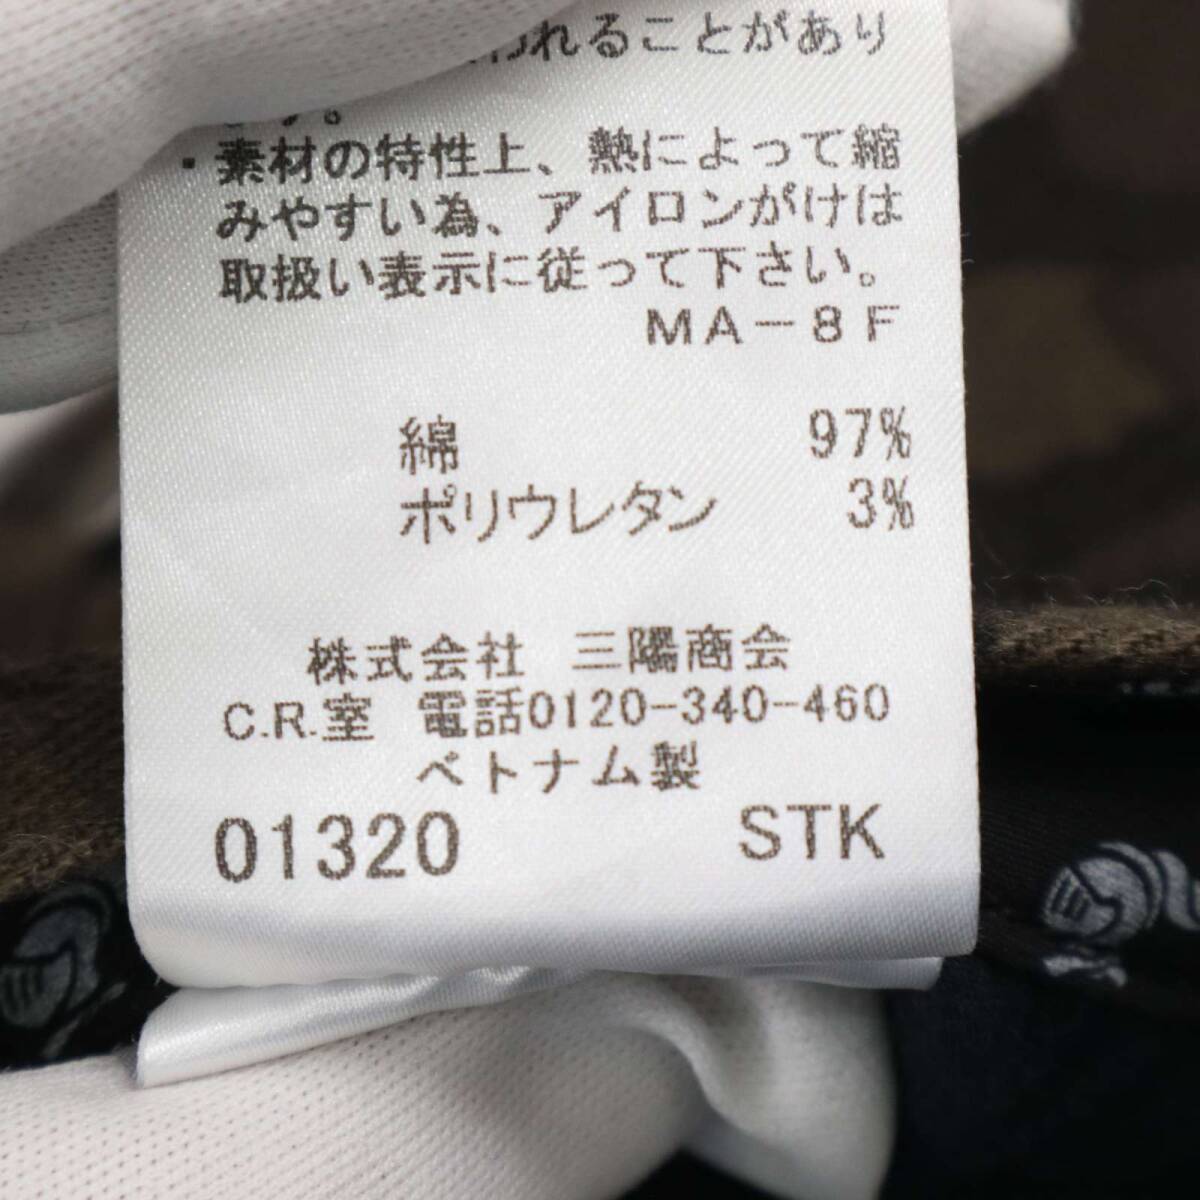 われることがあり
ます。
・素材の特性上、熱によって縮
みやすい為、アイロンがけは
取扱い表示に従って下さい。
MA-8F
綿 97%
ポリウレタン 3%
株式会社 三陽商会
C.R.室 電話0120-340-460
ベトナム製
01320 STK